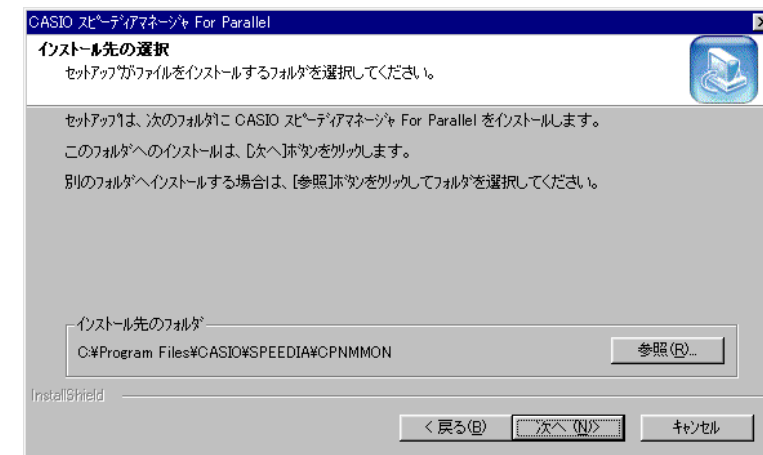 CASIO スピーディアマネージャ For Parallel
インストール先の選択
セットアップがファイルをインストールするフォルダを選択してください。
セットアップは、次のフォルダに CASIO スピーディアマネージャ For Parallel をインストールします。
このフォルダへのインストールは、[次へ]ボタンをクリックします。
別のフォルダへインストールする場合は、[参照]ボタンをクリックしてフォルダを選択してください。
インストール先のフォルダ
C:¥Program Files¥CASIO¥SPEEDIA¥CPNMMON
参照(R)...
InstallShield
< 戻る(B)
次へ (N)>
キャンセル